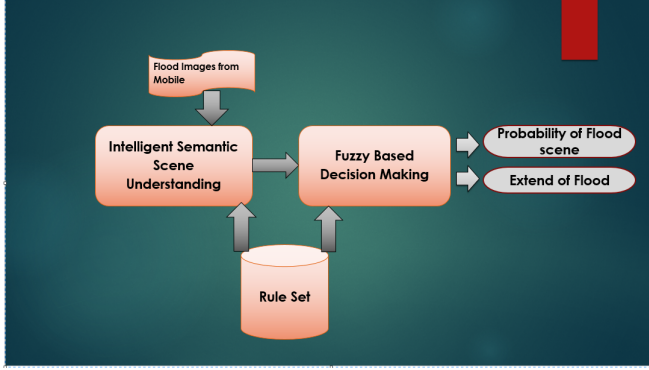 Flood Images from
Mobile
Intelligent Semantic
Scene
Understanding
Fuzzy Based
Decision Making
Probability of Flood
scene
Extend of Flood
Rule Set